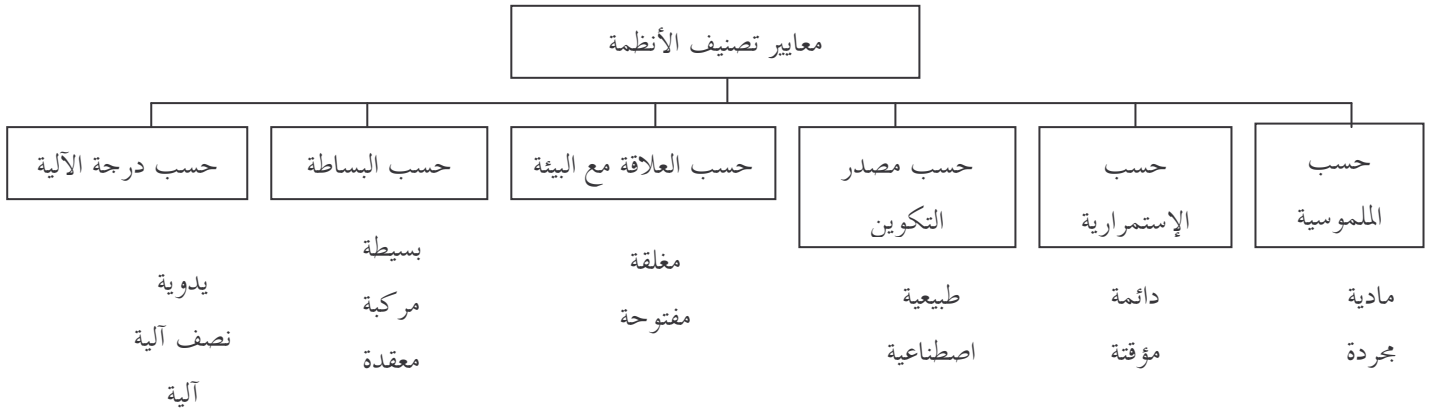 معايير تصنيف الأنظمة
حسب
الملموسية
مادية
مجردة
حسب
الإستمرارية
دائمة
مؤقتة
حسب مصدر
التكوين
طبيعية
اصطناعية
حسب العلاقة مع البيئة
مغلقة
مفتوحة
حسب البساطة
بسيطة
مركبة
معقدة
حسب درجة الآلية
يدوية
نصف آلية
آلية